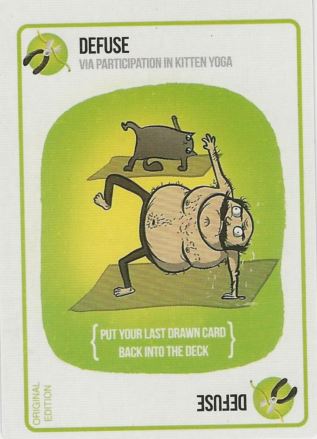 DEFUSE
VIA PARTICIPATION IN KITTEN YOGA
PUT YOUR LAST DRAWN CARD
BACK INTO THE DECK
ORIGINAL
EDITION
DEFUSE